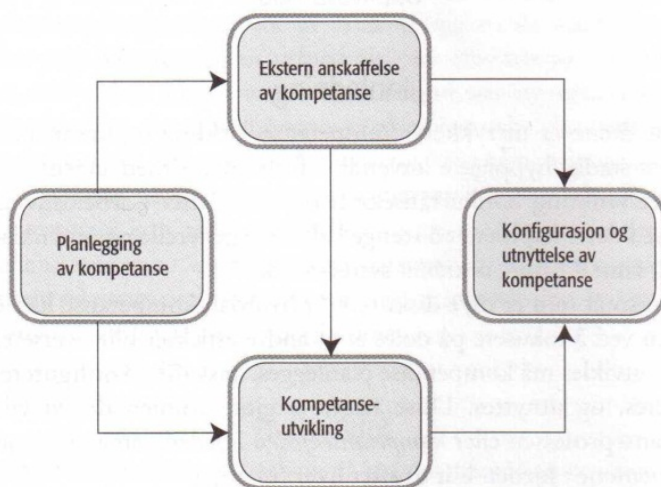 Ekstern anskaffelse
av kompetanse
Planlegging
av kompetanse
Konfigurasjon og
utnyttelse av
kompetanse
Kompetanse-
utvikling